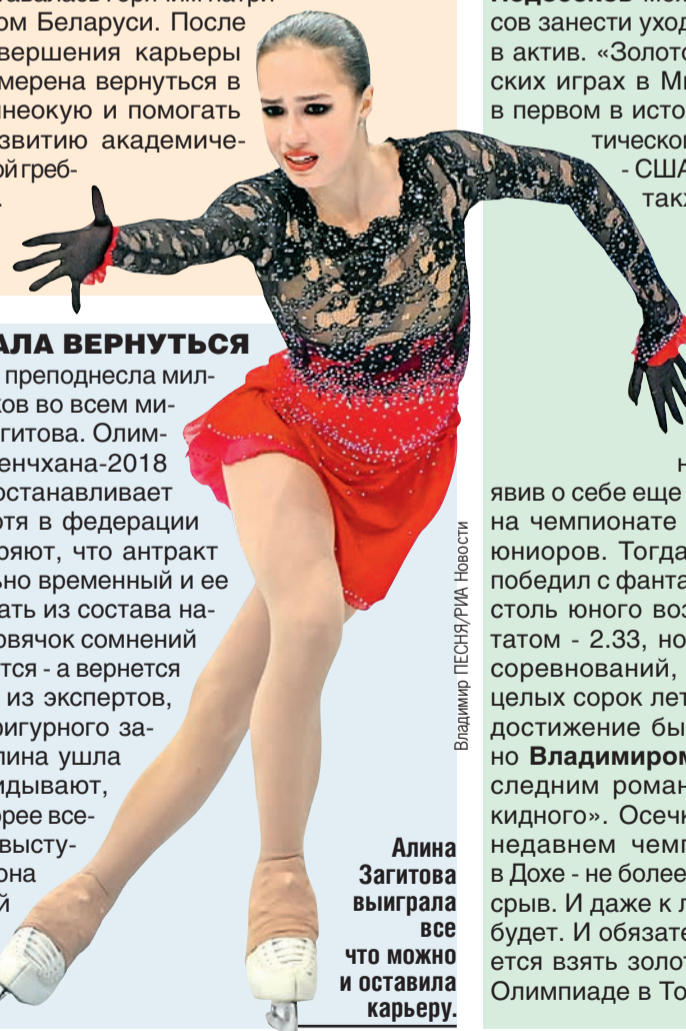 ом Беларуси. После
вершения карьеры
мерена вернуться в
инеокую и помогать
звитию академиче-
ой греб-
АЛА ВЕРНУТЬСЯ
преподнесла мил-
ков во всем ми-
гитова. Олим-
енчхана-2018
останавливает
отя в федерации
ряют, что антракт
ьно временный и ее
ать из состава на-
рвячок сомнений
тся - а вернется
из экспертов,
фигурного за-
лина ушла
идывают,
рее все-
высту-
она
й
Владимир ПЕСНЯ/РИА Новости
Алина
Загитова
выиграла
все
что можно
и оставила
карьеру.
сов занести уход
в актив. «Золото
ских играх в Ми
в первом в исто
тическом
- США
такж
н
явив о себе еще
на чемпионате
юниоров. Тогда
победил с фанта
столь юного воз
татом - 2.33, но
соревнований,
целых сорок лет
достижение бы
но Владимиром
следним роман
кидного». Осечк
недавнем чемп
в Дохе - не более
срыв. И даже к л
будет. И обязате
ется взять золот
Олимпиаде в То